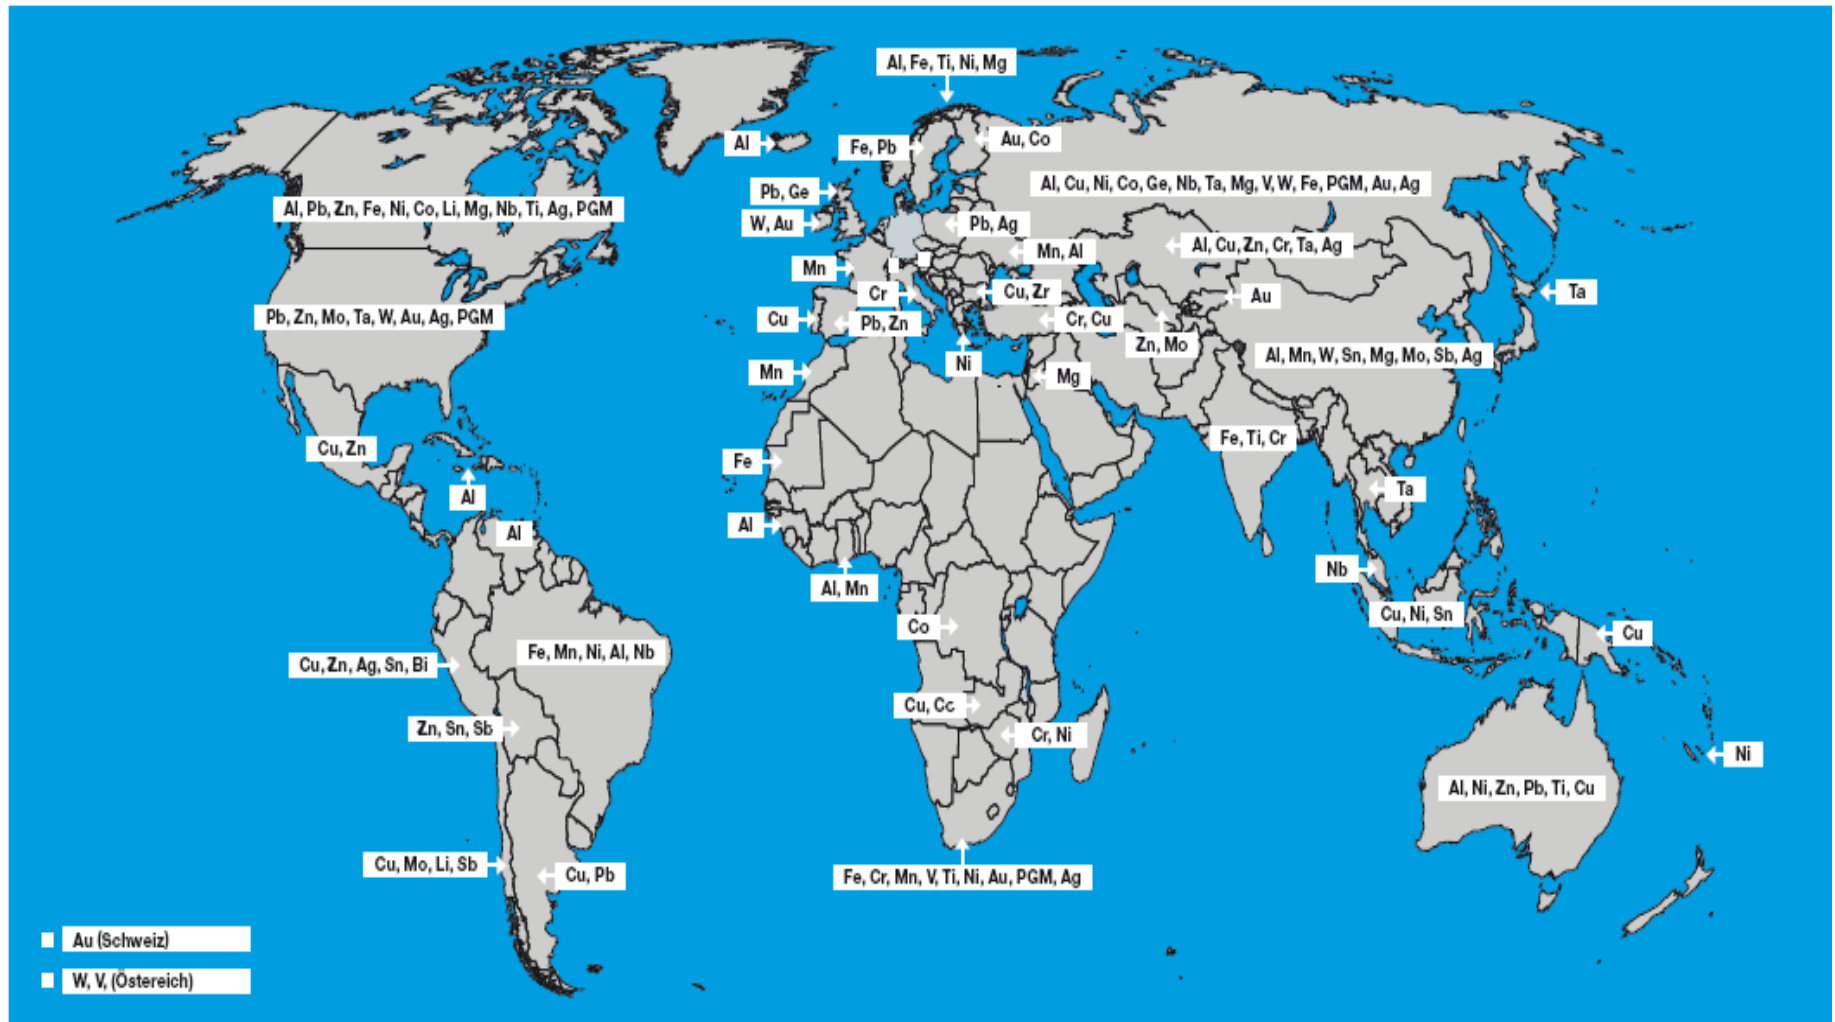 Al, Fe, Ti, Ni, Mg
Al
Fe, Pb
Au, Co
Pb, Ge
Al, Cu, Ni, Co, Ge, Nb, Ta, Mg, V, W, Fe, PGM, Au, Ag
Al, Pb, Zn, Fe, Ni, Co, Li, Mg, Nb, Ti, Ag, PGM
W, Au
Pb, Ag
Mn, Al
Al, Cu, Zn, Cr, Ta, Ag
Mn
Cr
Cu, Zr
Au
Ta
Pb, Zn, Mo, Ta, W, Au, Ag, PGM
Cu
Pb, Zn
Cr, Cu
Zn, Mo
Al, Mn, W, Sn, Mg, Mo, Sb, Ag
Ni
Mn
Mg
Cu, Zn
Fe, Ti, Cr
Fe
Al
Ta
Al
Al
Nb
Al, Mn
Cu, Ni, Sn
Co
Cu
Fe, Mn, Ni, Al, Nb
Cu, Zn, Ag, Sn, Bi
Cu, Cc
Zn, Sn, Sb
Cr, Ni
Ni
Al, Ni, Zn, Pb, Ti, Cu
Cu, Mo, Li, Sb
Cu, Pb
Fe, Cr, Mn, V, Ti, Ni, Au, PGM, Ag
Au (Schweiz)
W, V, (Östereich)